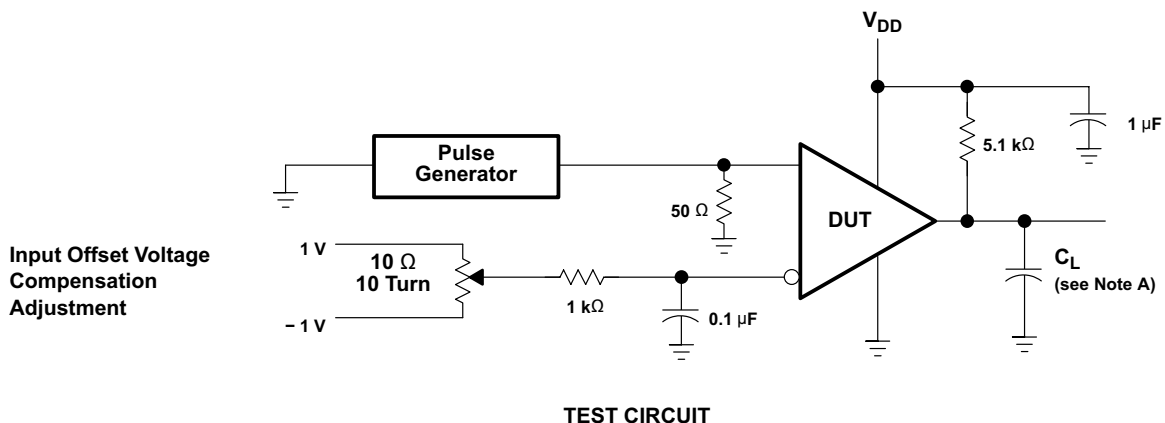 VDD
Pulse
Generator
50 Ω
DUT
5.1 kΩ
1 µF
Input Offset Voltage
Compensation
Adjustment
1 V
10 Ω
10 Turn
− 1 V
1 kΩ
0.1 µF
CL
(see Note A)
TEST CIRCUIT